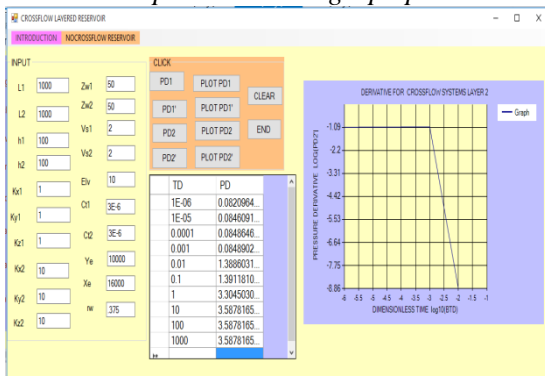 CROSSFLOW LAYERED RESERVOIR
INTRODUCTION NOCROSSFLOW RESERVOIR
INPUT
L1 1000 Zw1 50
L2 1000 Zw2 50
h1 100 Vs1 2
h2 100 Vs2 2
Kx1 1 Elv 10
Ky1 1 Ct1 3E-6
Kz1 1 Ct2 3E-6
Kx2 10 Ye 10000
Ky2 10 Xe 16000
Kz2 10 rw 375
CLICK
PD1 PLOT PD1
PD1' PLOT PD1' CLEAR
PD2 PLOT PD2 END
PD2' PLOT PD2'
TD PD
1E-06 0.0820964...
1E-05 0.0846091...
0.0001 0.0848646...
0.001 0.0848902...
0.01 1.3886031...
0.1 1.3911810...
1 3.3045030...
10 3.5878165...
100 3.5878165...
1000 3.5878165...
DERIVATIVE FOR CROSSFLOW SYSTEMS LAYER 2
Graph
PRESSURE DERIVATIVE LOG(PD2')
-1.09
-2.2
-3.31
-4.42
-5.53
-6.64
-7.75
-8.86
-6 -5.5 -5 -4.5 -4 -3.5 -3 -2.5 -2 -1.5 -1
DIMENSIONLESS TIME log10(BTD)